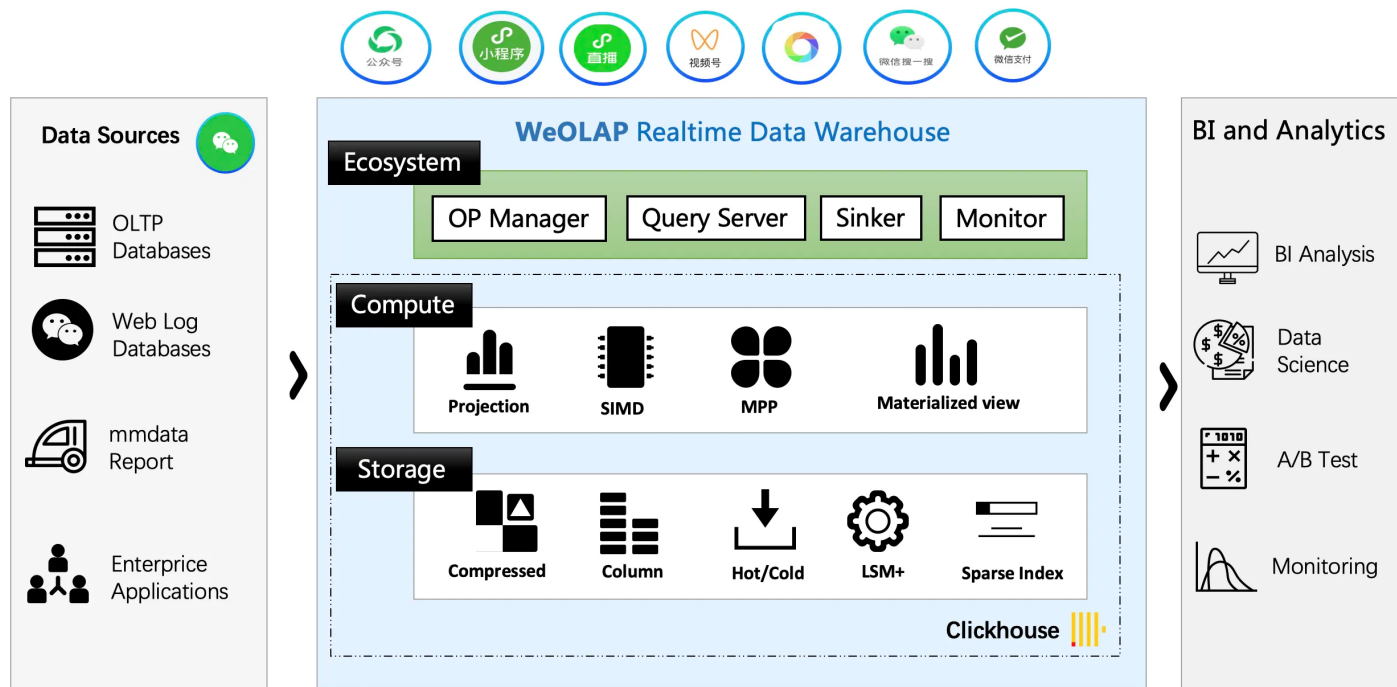 公众号
小程序
直播
视频号
微信搜一搜
微信支付
Data Sources
OLTP
Databases
Web Log
Databases
mmdata
Report
Enterprice
Applications
WeOLAP Realtime Data Warehouse
Ecosystem
OP Manager
Query Server
Sinker
Monitor
Compute
Projection
SIMD
MPP
Materialized view
Storage
Compressed
Column
Hot/Cold
LSM+
Sparse Index
Clickhouse
BI and Analytics
BI Analysis
$ % $ $
Data
Science
1010
+ ×
− %
A/B Test
Monitoring